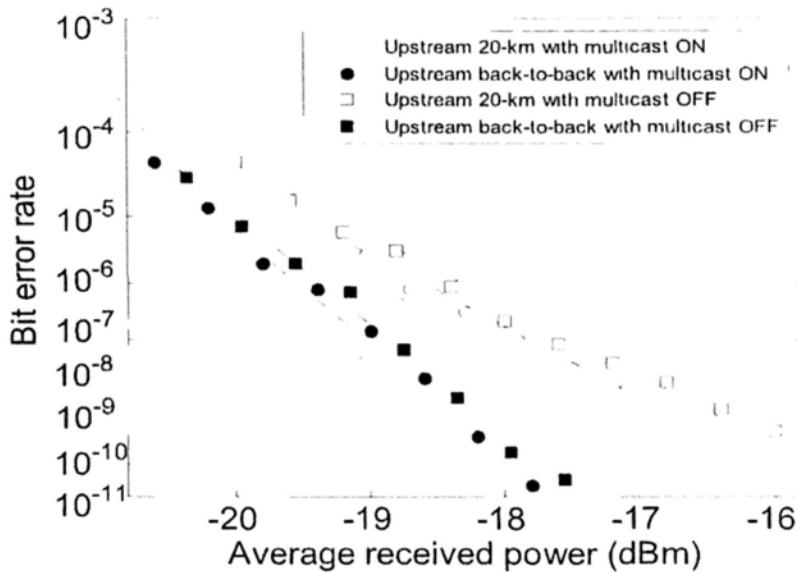 10-3
Upstream 20-km with multicast ON
Upstream back-to-back with multicast ON
Upstream 20-km with multicast OFF
Upstream back-to-back with multicast OFF
10-4
10-5
10-6
10-7
10-8
10-9
10-10
10-11
Bit error rate
-20 -19 -18 -17 -16
Average received power (dBm)